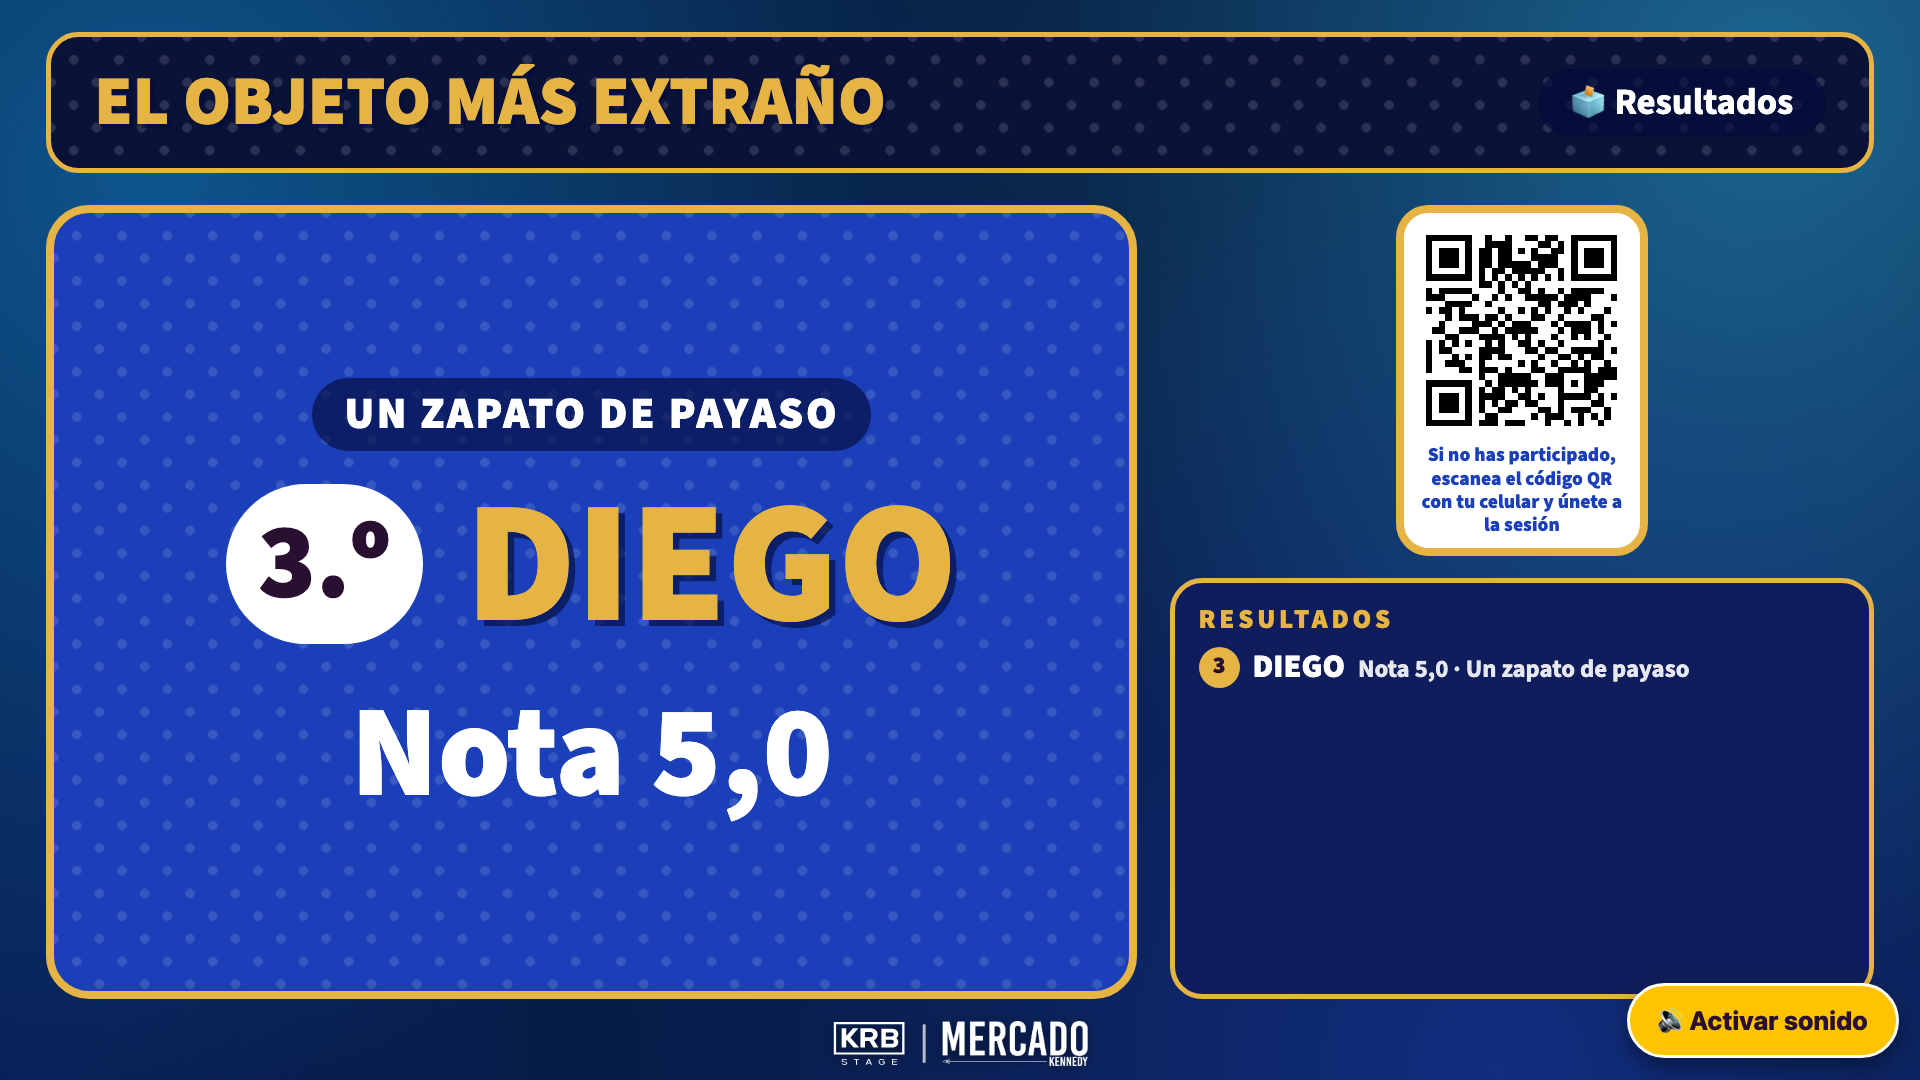 EL OBJETO MÁS EXTRAÑO
Resultados
UN ZAPATO DE PAYASO
3.º DIEGO
Nota 5,0
Si no has participado,
escanea el código QR
con tu celular y únete a
la sesión
RESULTADOS
3 DIEGO Nota 5,0 · Un zapato de payaso
KRB
STAGE
MERCADO
KENNEDY
Activar sonido